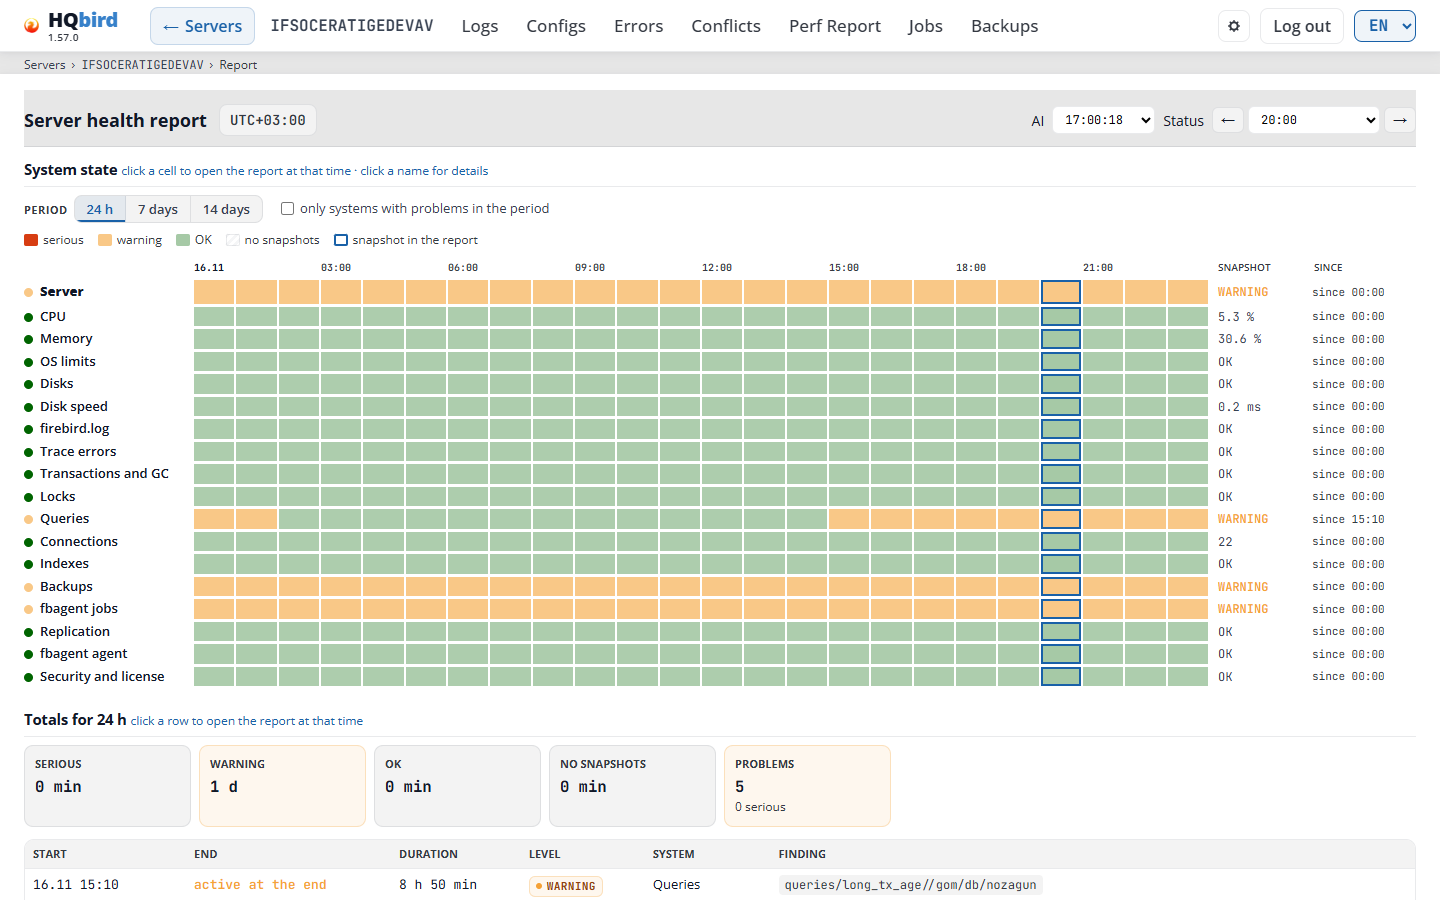 HQbird
1.57.0
← Servers
IFSOCERATIGEDEVAV
Logs
Configs
Errors
Conflicts
Perf Report
Jobs
Backups
Log out
EN
Servers › IFSOCERATIGEDEVAV › Report
Server health report
UTC+03:00
AI
17:00:18
Status
←
20:00
→
System state click a cell to open the report at that time · click a name for details
PERIOD
24 h
7 days
14 days
only systems with problems in the period
serious
warning
OK
no snapshots
snapshot in the report
16.11 03:00 06:00 09:00 12:00 15:00 18:00 21:00 SNAPSHOT SINCE
Server WARNING since 00:00
CPU 5.3 % since 00:00
Memory 30.6 % since 00:00
OS limits OK since 00:00
Disks OK since 00:00
Disk speed 0.2 ms since 00:00
firebird.log OK since 00:00
Trace errors OK since 00:00
Transactions and GC OK since 00:00
Locks OK since 00:00
Queries WARNING since 15:10
Connections 22 since 00:00
Indexes OK since 00:00
Backups WARNING since 00:00
fbagent jobs WARNING since 00:00
Replication OK since 00:00
fbagent agent OK since 00:00
Security and license OK since 00:00
Totals for 24 h click a row to open the report at that time
SERIOUS
0 min
WARNING
1 d
OK
0 min
NO SNAPSHOTS
0 min
PROBLEMS
5
0 serious
START END DURATION LEVEL SYSTEM FINDING
16.11 15:10 active at the end 8 h 50 min WARNING Queries queries/long_tx_age//gom/db/nozagun